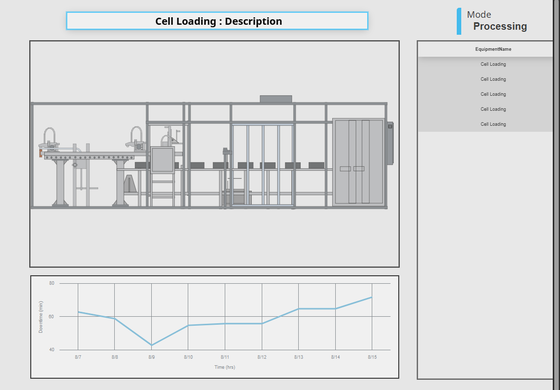 Cell Loading : Description
Mode
Processing
EquipmentName
Cell Loading
Cell Loading
Cell Loading
Cell Loading
Cell Loading
80
60
40
Downtime (min)
8/7
8/8
8/9
8/10
8/11
8/12
8/13
8/14
8/15
Time (hrs)